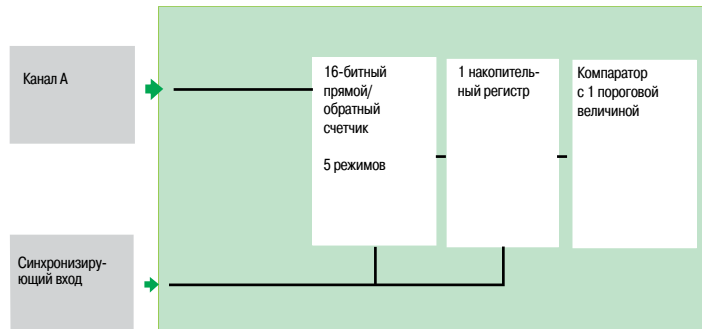 Канал А
16-битный
прямой/
обратный
счетчик
5 режимов
1 накопитель-
ный регистр
Компаратор
с 1 пороговой
величиной
Синхронизиру-
ющий вход